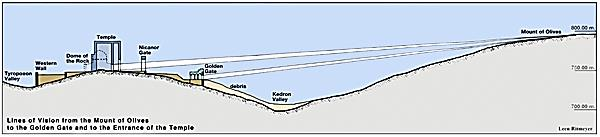 Temple
Mount of Olives
800.00 m.
Nicanor
Gate
Dome of
the Rock
Western
Wall
Golden
Gate
Tyropoeon
Valley
750.00 m.
debris
Kedron
Valley
700.00 m.
Lines of Vision from the Mount of Olives
to the Golden Gate and to the Entrance of the Temple
Leen Ritmeyer